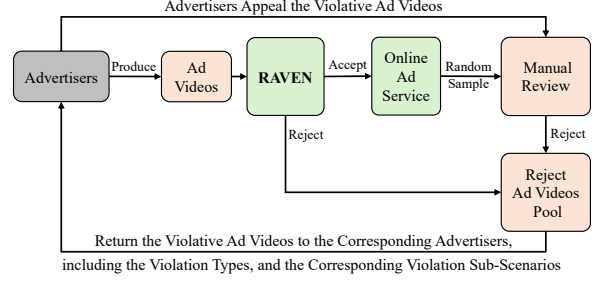 Advertisers Appeal the Violative Ad Videos
Advertisers
Produce
Ad
Videos
RAVEN
Accept
Online
Ad
Service
Random
Sample
Manual
Review
Reject
Reject
Reject
Ad Videos
Pool
Return the Violative Ad Videos to the Corresponding Advertisers,
including the Violation Types, and the Corresponding Violation Sub-Scenarios